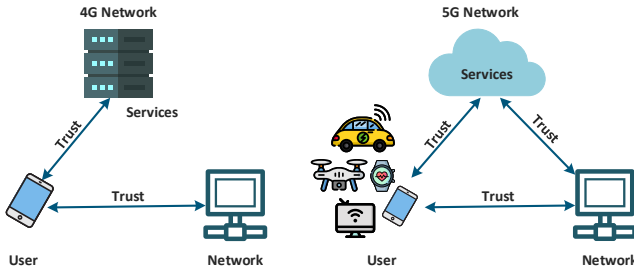 4G Network
Services
Trust
Trust
User
Network
5G Network
Services
Trust
Trust
Trust
User
Network